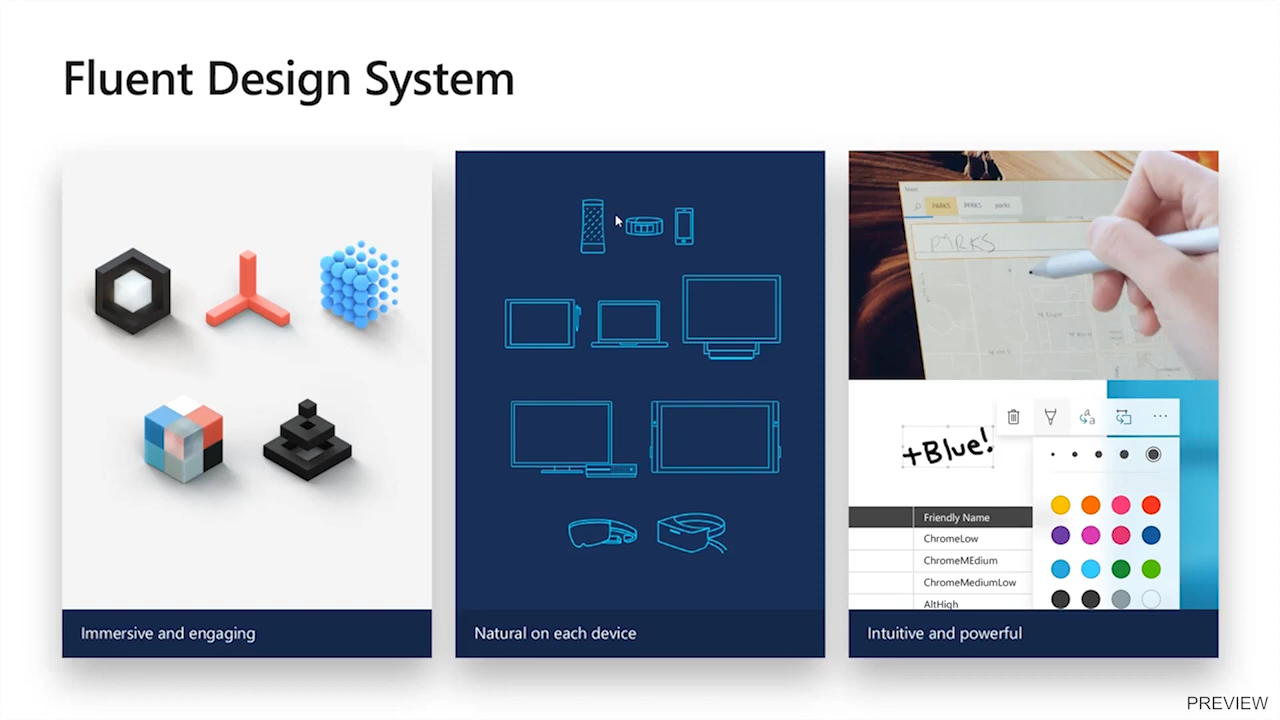 Fluent Design System
PARKS PERKS parks
PARKS
+Blue!
a a
Friendly Name
ChromeLow
ChromeMEdium
ChromeMediumLow
AltHigh
Immersive and engaging
Natural on each device
Intuitive and powerful
PREVIEW